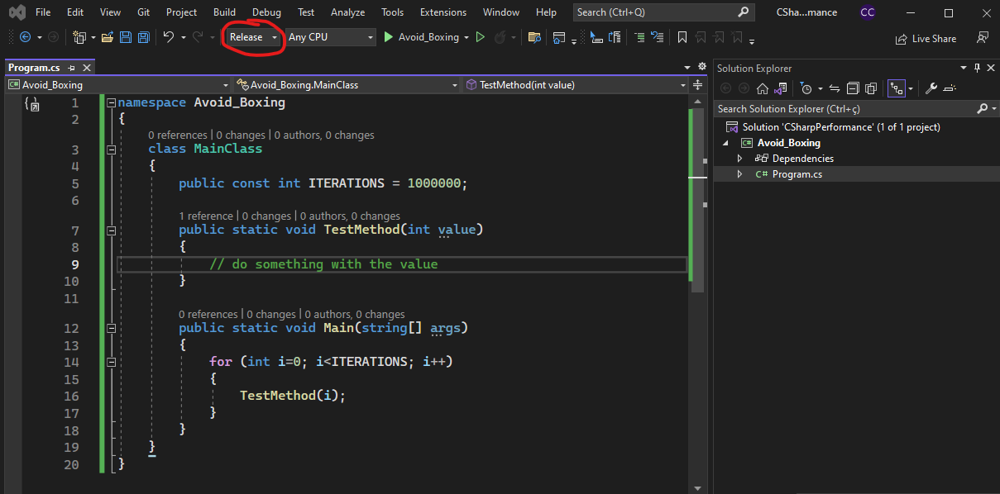 File Edit View Git Project Build Debug Test Analyze Tools Extensions Window Help Search (Ctrl+Q) CSha...mance CC
Release Any CPU Avoid_Boxing Live Share
Program.cs
Avoid_Boxing Avoid_Boxing.MainClass TestMethod(int value)
1 namespace Avoid_Boxing
2 {
0 references | 0 changes | 0 authors, 0 changes
3 class MainClass
4 {
5 public const int ITERATIONS = 1000000;
6
1 reference | 0 changes | 0 authors, 0 changes
7 public static void TestMethod(int value)
8 {
9 // do something with the value
10 }
11
0 references | 0 changes | 0 authors, 0 changes
12 public static void Main(string[] args)
13 {
14 for (int i=0; i<ITERATIONS; i++)
15 {
16 TestMethod(i);
17 }
18 }
19 }
20 }
Solution Explorer
Search Solution Explorer (Ctrl+ç)
Solution 'CSharpPerformance' (1 of 1 project)
C# Avoid_Boxing
Dependencies
C# Program.cs